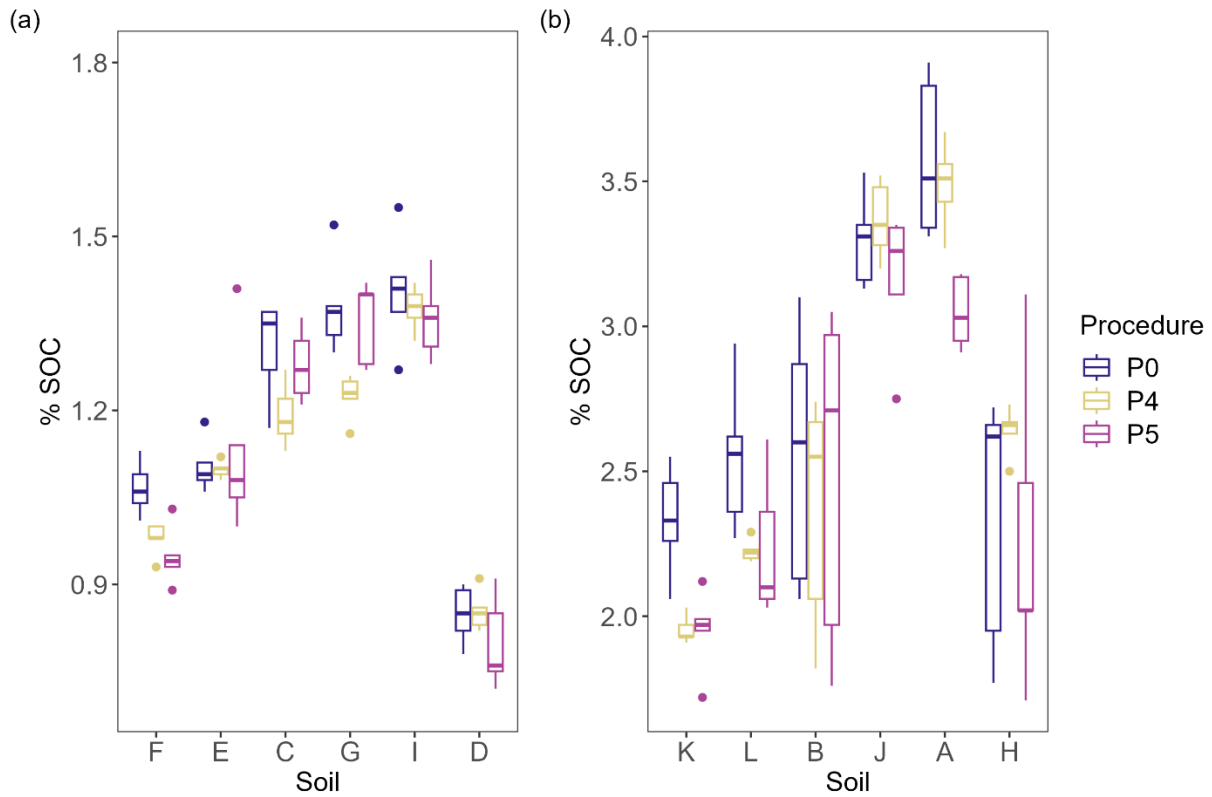 (a)
% SOC
1.8
1.5
1.2
0.9
F E C G I D
Soil
(b)
% SOC
4.0
3.5
3.0
2.5
2.0
K L B J A H
Soil
Procedure
P0
P4
P5